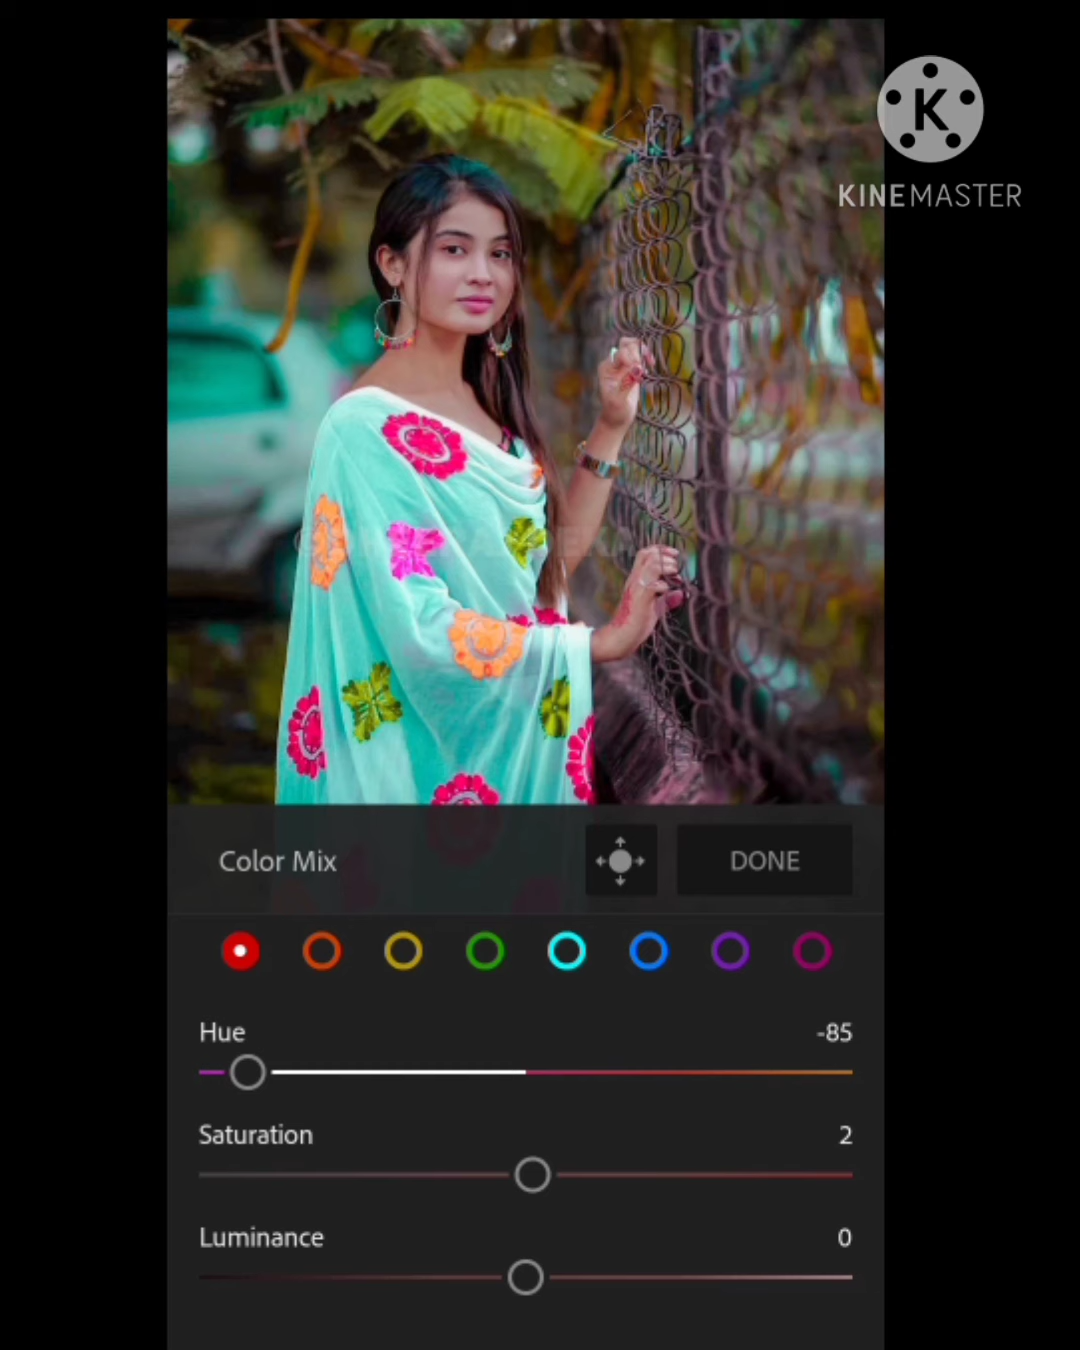 K
KINEMASTER
Color Mix
DONE
Hue
-85
Saturation
2
Luminance
0